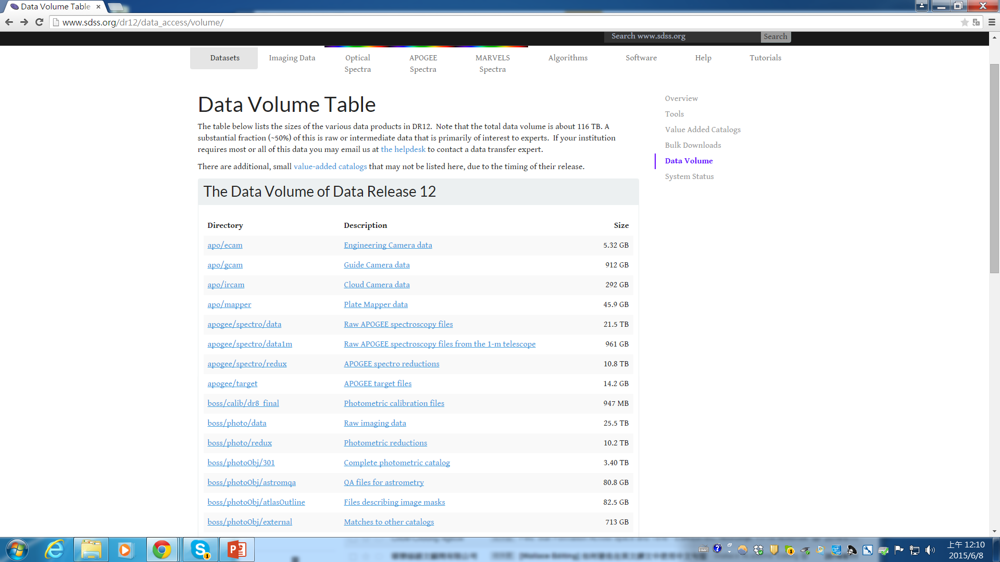 Data Volume Table
www.sdss.org/dr12/data_access/volume/
Search www.sdss.org
Search
Datasets
Imaging Data
Optical
Spectra
APOGEE
Spectra
MARVELS
Spectra
Algorithms
Software
Help
Tutorials
Data Volume Table
The table below lists the sizes of the various data products in DR12. Note that the total data volume is about 116 TB. A
substantial fraction (~50%) of this is raw or intermediate data that is primarily of interest to experts. If your institution
requires most or all of this data you may email us at the helpdesk to contact a data transfer expert.
There are additional, small value-added catalogs that may not be listed here, due to the timing of their release.
Overview
Tools
Value Added Catalogs
Bulk Downloads
Data Volume
System Status
The Data Volume of Data Release 12
Directory Description Size
apo/ecam Engineering Camera data 5.32 GB
apo/gcam Guide Camera data 912 GB
apo/ircam Cloud Camera data 292 GB
apo/mapper Plate Mapper data 45.9 GB
apogee/spectro/data Raw APOGEE spectroscopy files 21.5 TB
apogee/spectro/data1m Raw APOGEE spectroscopy files from the 1-m telescope 961 GB
apogee/spectro/redux APOGEE spectro reductions 10.8 TB
apogee/target APOGEE target files 14.2 GB
boss/calib/dr8_final Photometric calibration files 947 MB
boss/photo/data Raw imaging data 25.5 TB
boss/photo/redux Photometric reductions 10.2 TB
boss/photoObj/301 Complete photometric catalog 3.40 TB
boss/photoObj/astromqa QA files for astrometry 80.8 GB
boss/photoObj/atlasOutline Files describing image masks 82.5 GB
boss/photoObj/external Matches to other catalogs 713 GB
上午 12:10
2015/6/8